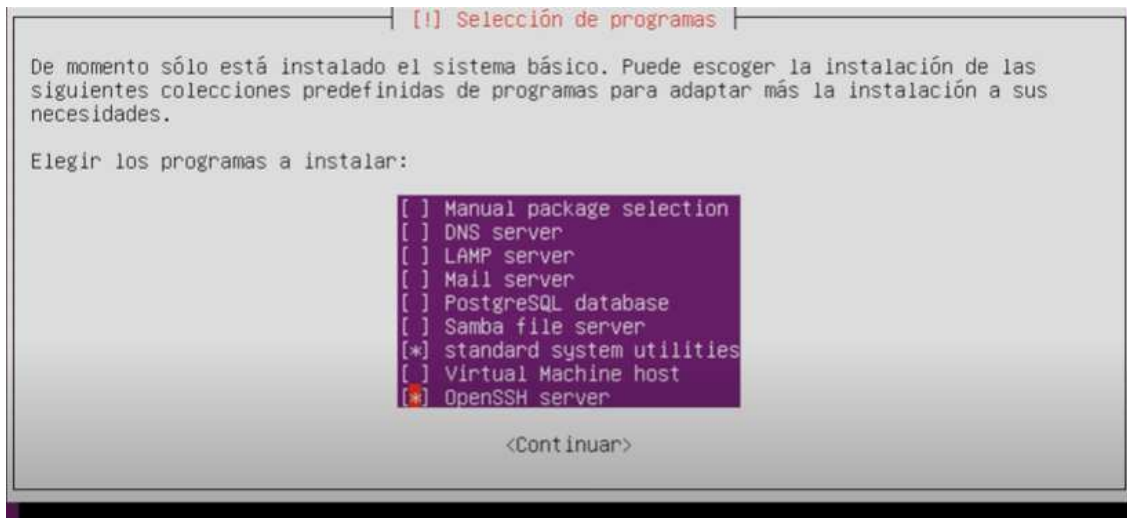 [!] Selección de programas
De momento sólo está instalado el sistema básico. Puede escoger la instalación de las
siguientes colecciones predefinidas de programas para adaptar más la instalación a sus
necesidades.
Elegir los programas a instalar:
[ ] Manual package selection
[ ] DNS server
[ ] LAMP server
[ ] Mail server
[ ] PostgreSQL database
[ ] Samba file server
[*] standard system utilities
[ ] Virtual Machine host
[*] OpenSSH server
<Continuar>